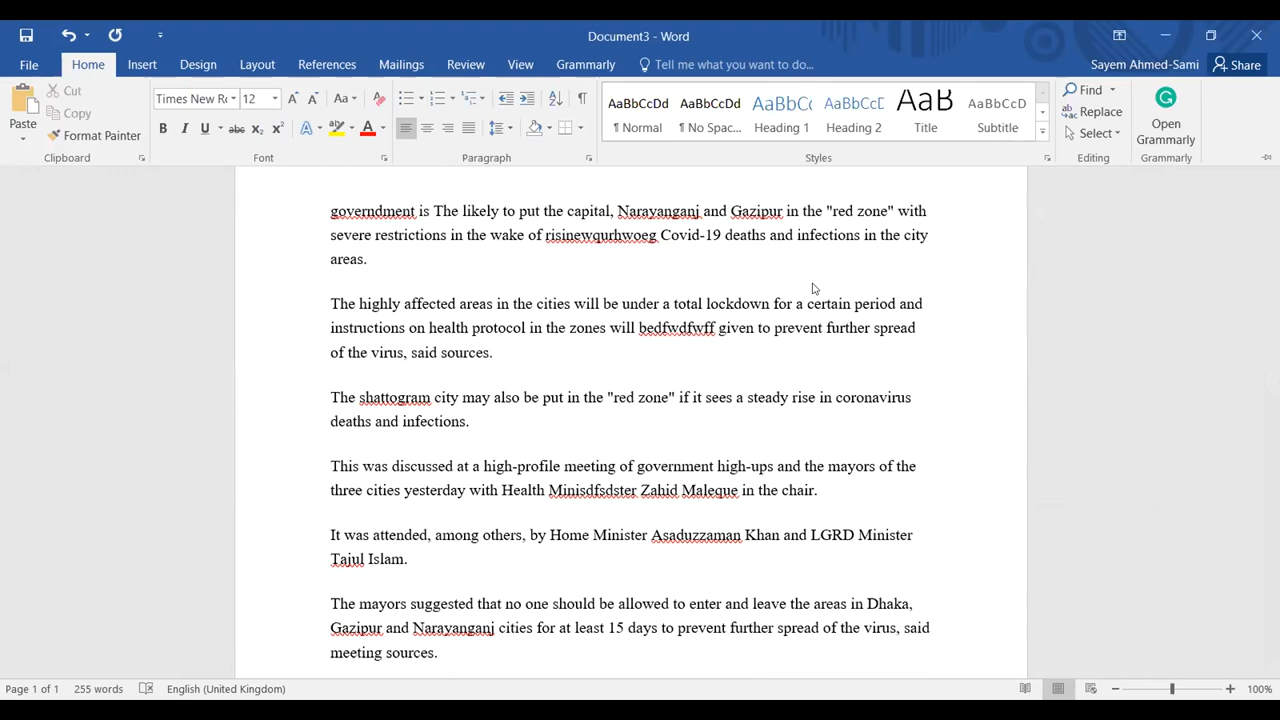 Document3 - Word
Sayem Ahmed-Sami
Share
File Home Insert Design Layout References Mailings Review View Grammarly Tell me what you want to do...
Paste
Cut
Copy
Format Painter
Clipboard
Times New Ro 12 Aa
B I U abc x₂ x² A A
Font
Paragraph
AaBbCcDd AaBbCcDd AaBbCc AaBbCcD AaB AaBbCcD
¶ Normal ¶ No Spac... Heading 1 Heading 2 Title Subtitle
Styles
Find
Replace
Select
Editing
Open Grammarly
Grammarly
governdment is The likely to put the capital, Narayanganj and Gazipur in the "red zone" with
severe restrictions in the wake of risinewqurhwoeg Covid-19 deaths and infections in the city
areas.
The highly affected areas in the cities will be under a total lockdown for a certain period and
instructions on health protocol in the zones will bedfwdfwff given to prevent further spread
of the virus, said sources.
The shattogram city may also be put in the "red zone" if it sees a steady rise in coronavirus
deaths and infections.
This was discussed at a high-profile meeting of government high-ups and the mayors of the
three cities yesterday with Health Minisdfsdster Zahid Maleque in the chair.
It was attended, among others, by Home Minister Asaduzzaman Khan and LGRD Minister
Tajul Islam.
The mayors suggested that no one should be allowed to enter and leave the areas in Dhaka,
Gazipur and Narayanganj cities for at least 15 days to prevent further spread of the virus, said
meeting sources.
Page 1 of 1 255 words English (United Kingdom) 100%